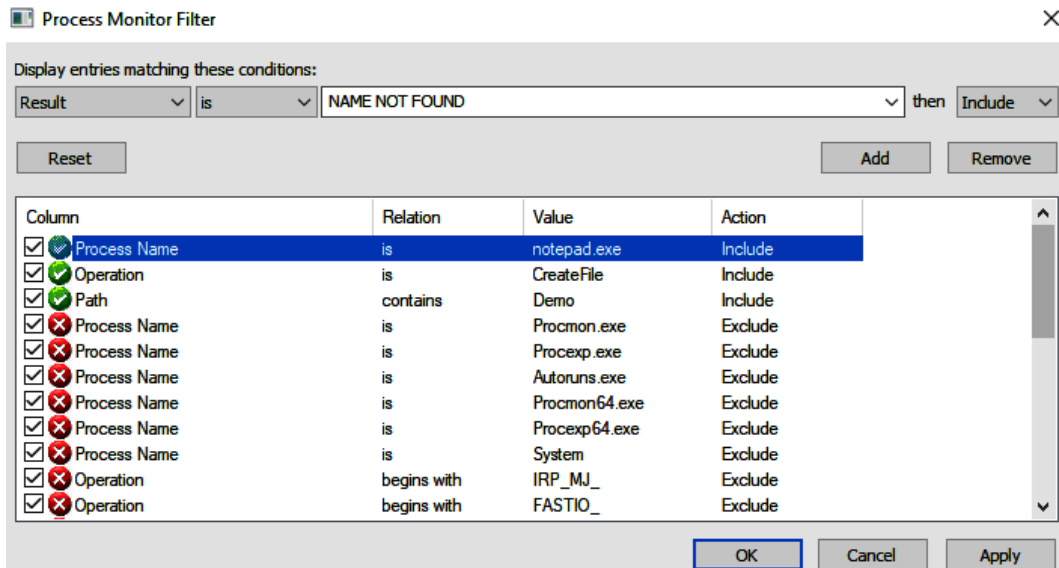 Process Monitor Filter
Display entries matching these conditions:
Result is NAME NOT FOUND then Include
Reset Add Remove
Column Relation Value Action
Process Name is notepad.exe Include
Operation is CreateFile Include
Path contains Demo Include
Process Name is Procmon.exe Exclude
Process Name is Procexp.exe Exclude
Process Name is Autoruns.exe Exclude
Process Name is Procmon64.exe Exclude
Process Name is Procexp64.exe Exclude
Process Name is System Exclude
Operation begins with IRP_MJ_ Exclude
Operation begins with FASTIO_ Exclude
OK Cancel Apply